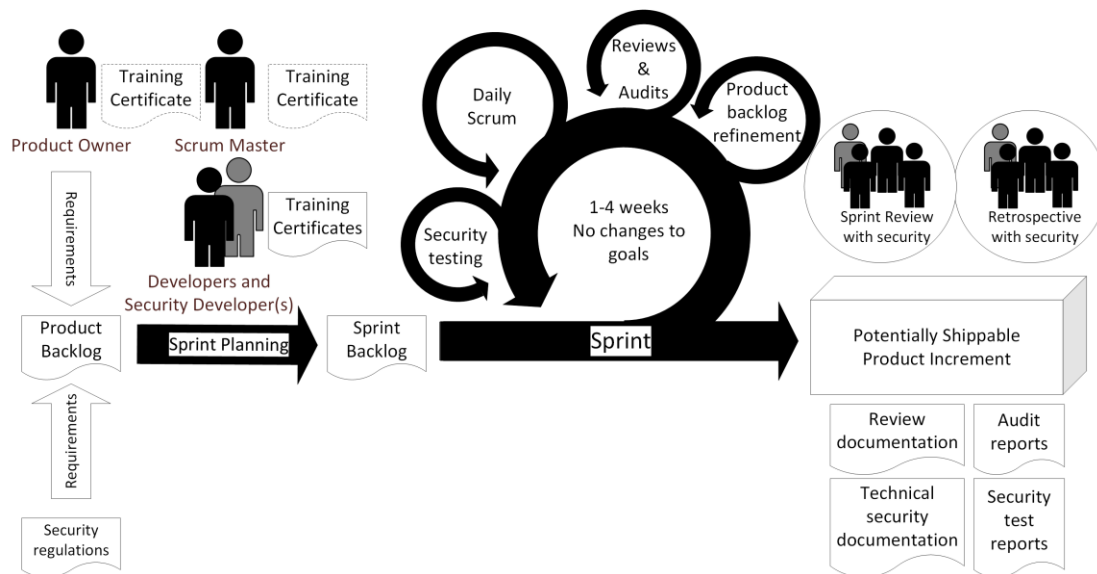 Training
Certificate
Training
Certificate
Product Owner
Scrum Master
Requirements
Training
Certificates
Developers and
Security Developer(s)
Product
Backlog
Sprint Planning
Sprint
Backlog
Requirements
Security
regulations
Daily
Scrum
Reviews
&
Audits
Product
backlog
refinement
Security
testing
1-4 weeks
No changes to
goals
Sprint
Sprint Review
with security
Retrospective
with security
Potentially Shippable
Product Increment
Review
documentation
Audit
reports
Technical
security
documentation
Security
test
reports